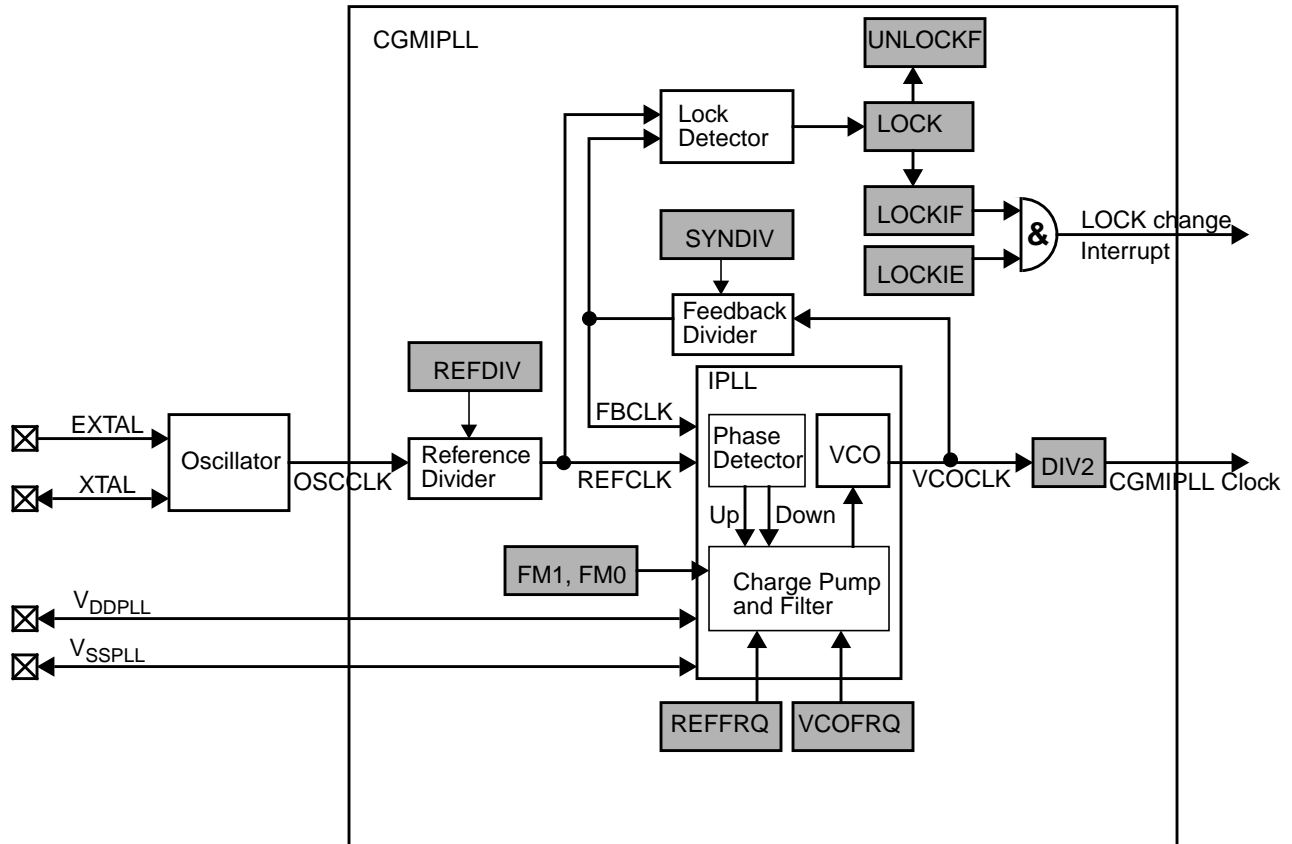 CGMIPLL
UNLOCKF
Lock
Detector
LOCK
LOCKIF
LOCKIE
&
LOCK change
Interrupt
SYNDIV
Feedback
Divider
REFDIV
IPLL
EXTAL
XTAL
Oscillator
OSCCLK
Reference
Divider
FBCLK
REFCLK
Phase
Detector
VCO
VCOCLK
DIV2
CGMIPLL Clock
Up
Down
FM1, FM0
Charge Pump
and Filter
VDDPLL
VSSPLL
REFFRQ
VCOFRQ